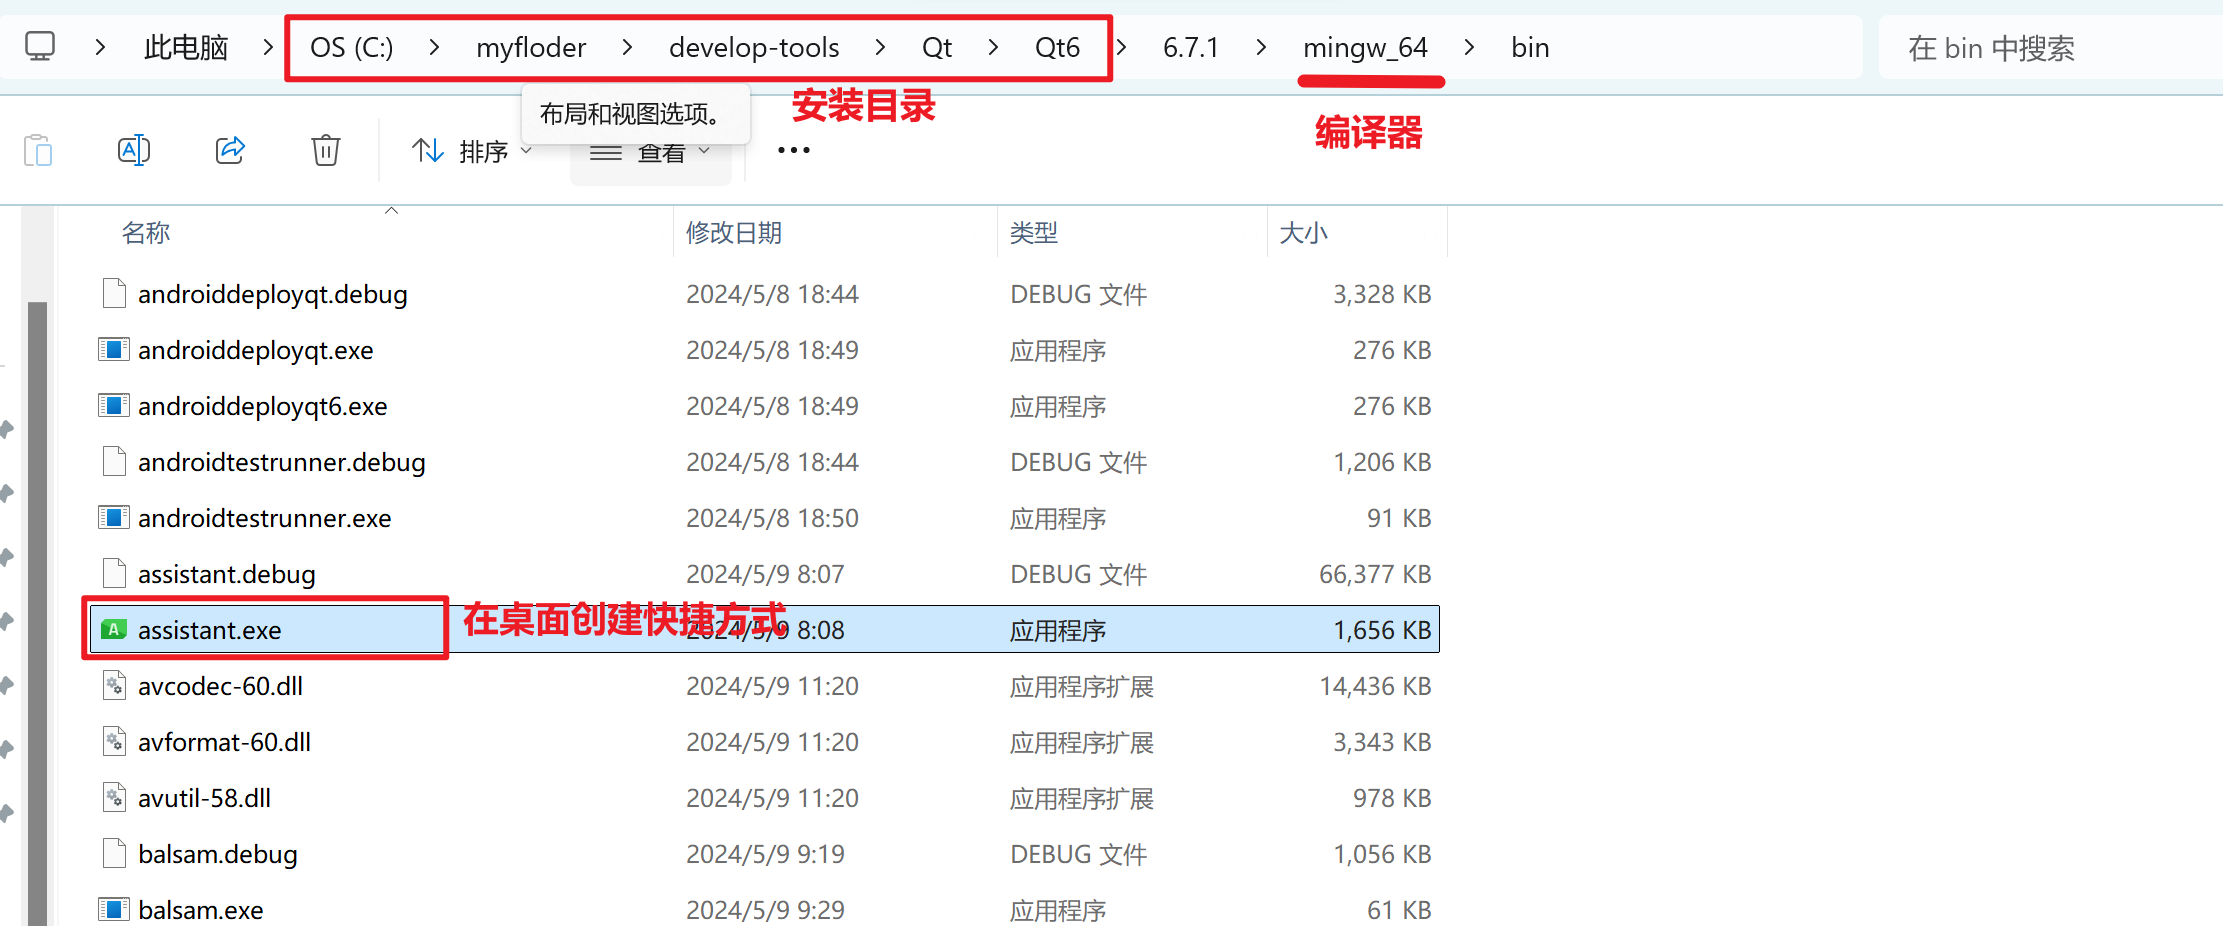 此电脑 OS (C:) myfloder develop-tools Qt Qt6 6.7.1 mingw_64 bin 在 bin 中搜索
布局和视图选项。 安装目录
编译器
排序 查看
名称 修改日期 类型 大小
androiddeployqt.debug 2024/5/8 18:44 DEBUG 文件 3,328 KB
androiddeployqt.exe 2024/5/8 18:49 应用程序 276 KB
androiddeployqt6.exe 2024/5/8 18:49 应用程序 276 KB
androidtestrunner.debug 2024/5/8 18:44 DEBUG 文件 1,206 KB
androidtestrunner.exe 2024/5/8 18:50 应用程序 91 KB
assistant.debug 2024/5/9 8:07 DEBUG 文件 66,377 KB
在桌面创建快捷方式
assistant.exe 2024/5/9 8:08 应用程序 1,656 KB
avcodec-60.dll 2024/5/9 11:20 应用程序扩展 14,436 KB
avformat-60.dll 2024/5/9 11:20 应用程序扩展 3,343 KB
avutil-58.dll 2024/5/9 11:20 应用程序扩展 978 KB
balsam.debug 2024/5/9 9:19 DEBUG 文件 1,056 KB
balsam.exe 2024/5/9 9:29 应用程序 61 KB